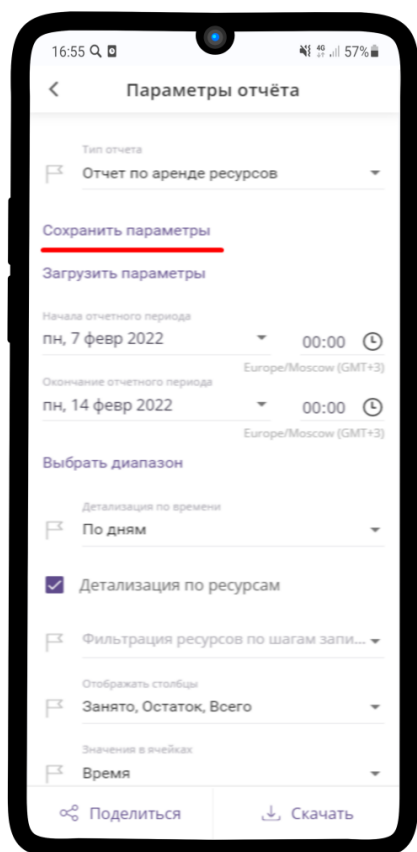 16:55
4G
57%
Параметры отчёта
Тип отчета
Отчет по аренде ресурсов
Сохранить параметры
Загрузить параметры
Начала отчетного периода
пн, 7 февр 2022
00:00
Europe/Moscow (GMT+3)
Окончание отчетного периода
пн, 14 февр 2022
00:00
Europe/Moscow (GMT+3)
Выбрать диапазон
Детализация по времени
По дням
Детализация по ресурсам
Фильтрация ресурсов по шагам запи...
Отображать столбцы
Занято, Остаток, Всего
Значения в ячейках
Время
Поделиться
Скачать